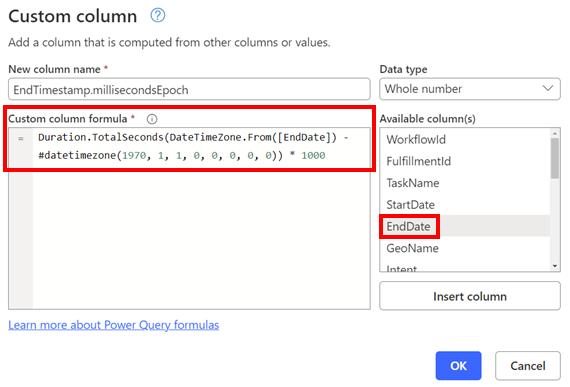 Custom column
Add a column that is computed from other columns or values.
New column name *
EndTimestamp.millisecondsEpoch
Data type
Whole number
Custom column formula *
= Duration.TotalSeconds(DateTimeZone.From([EndDate]) -
#datetimezone(1970, 1, 1, 0, 0, 0, 0, 0)) * 1000
Available column(s)
WorkflowId
FulfillmentId
TaskName
StartDate
EndDate
GeoName
Intent
Insert column
Learn more about Power Query formulas
OK
Cancel